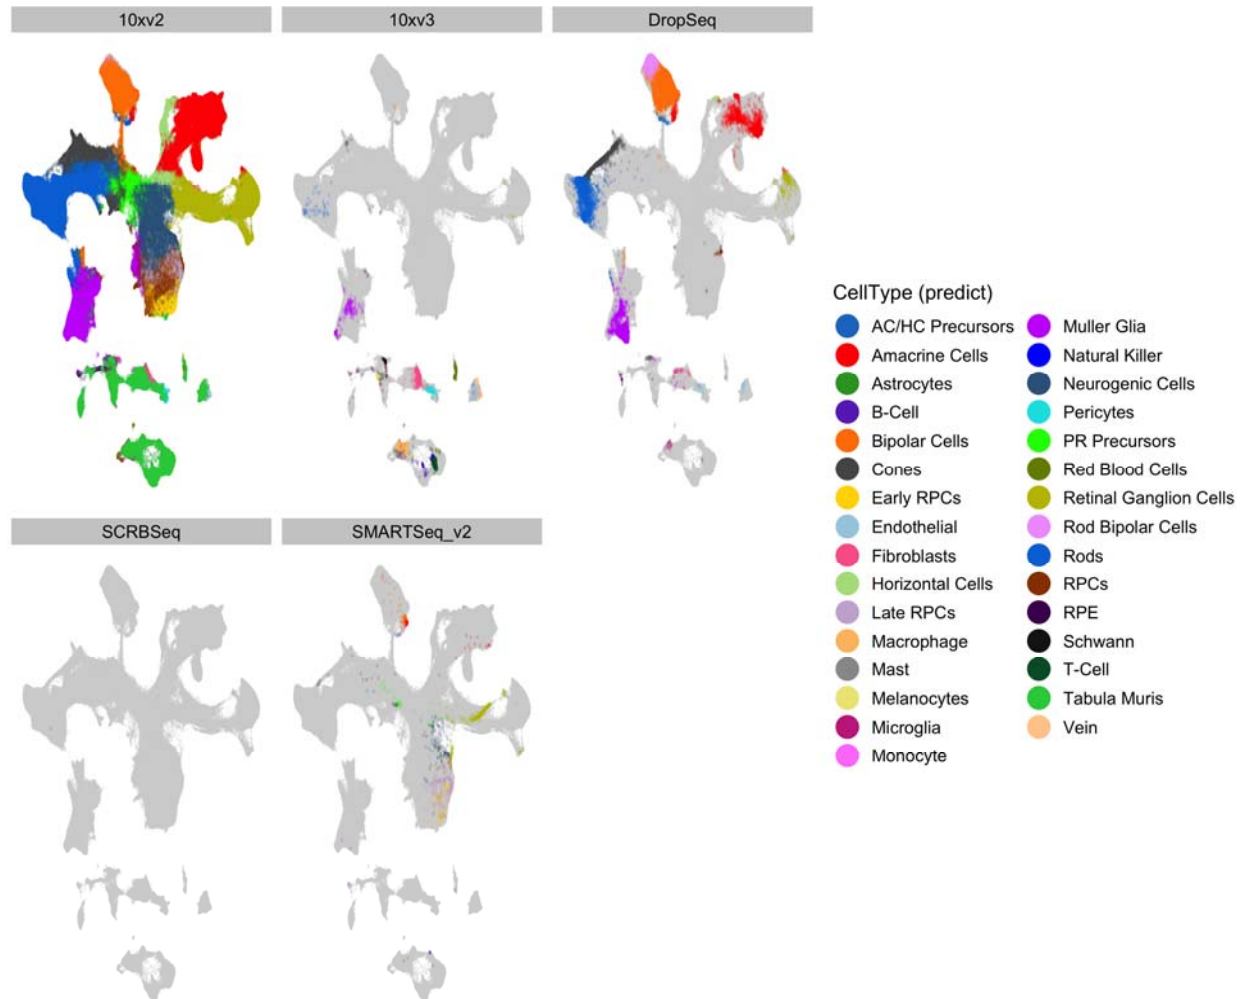 10xv2
10xv3
DropSeq
SCRBSeq
SMARTSeq_v2
CellType (predict)
AC/HC Precursors
Amacrine Cells
Astrocytes
B-Cell
Bipolar Cells
Cones
Early RPCs
Endothelial
Fibroblasts
Horizontal Cells
Late RPCs
Macrophage
Mast
Melanocytes
Microglia
Monocyte
Muller Glia
Natural Killer
Neurogenic Cells
Pericytes
PR Precursors
Red Blood Cells
Retinal Ganglion Cells
Rod Bipolar Cells
Rods
RPCs
RPE
Schwann
T-Cell
Tabula Muris
Vein